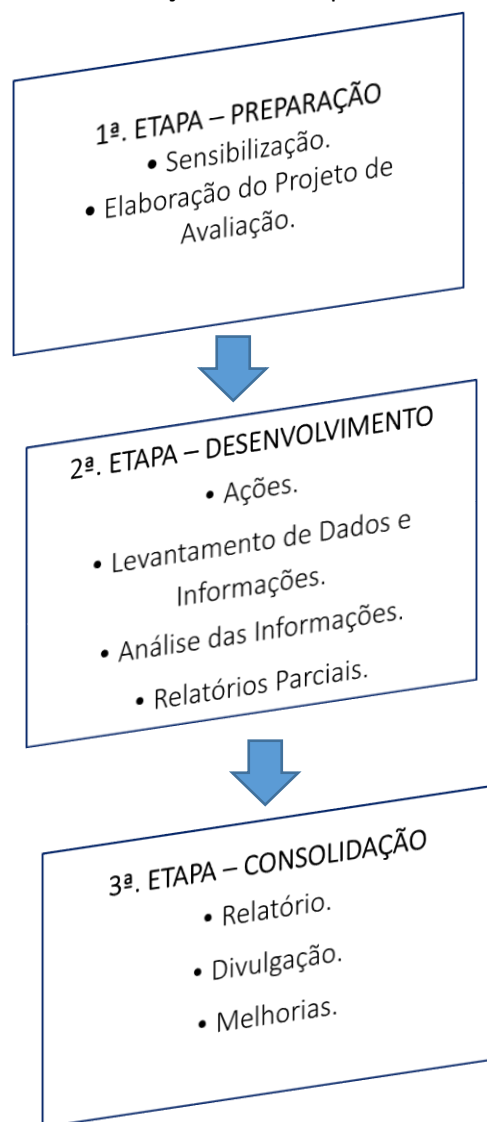 1ª. ETAPA – PREPARAÇÃO
• Sensibilização.
• Elaboração do Projeto de
Avaliação.
2ª. ETAPA – DESENVOLVIMENTO
• Ações.
• Levantamento de Dados e
Informações.
• Análise das Informações.
• Relatórios Parciais.
3ª. ETAPA – CONSOLIDAÇÃO
• Relatório.
• Divulgação.
• Melhorias.